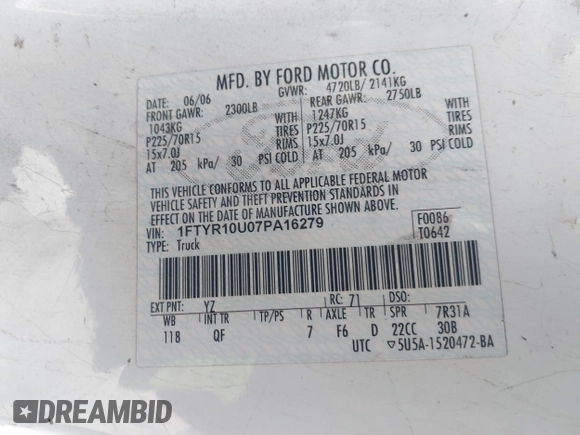 MFD. BY FORD MOTOR CO.
DATE: 06/06 GVWR: 4720LB/ 2141KG
FRONT GAWR: 2300LB REAR GAWR: 2750LB
1043KG 1247KG
P225/70R15 TIRES P225/70R15 TIRES
15x7.0J RIMS 15x7.0J RIMS
AT 205 kPa/ 30 PSI COLD AT 205 kPa/ 30 PSI COLD
THIS VEHICLE CONFORMS TO ALL APPLICABLE FEDERAL MOTOR
VEHICLE SAFETY AND THEFT PREVENTION STANDARDS IN
EFFECT ON THE DATE OF MANUFACTURE SHOWN ABOVE.
VIN: 1FTYR10U07PA16279 F0086
TYPE: Truck T0642
EXT PNT: YZ RC: 71 DSO:
WB INT TR TP/PS R AXLE TR SPR 7R31A
118 QF 7 F6 D 22CC 30B
UTC ▽5U5A-1520472-BA
DREAMBID